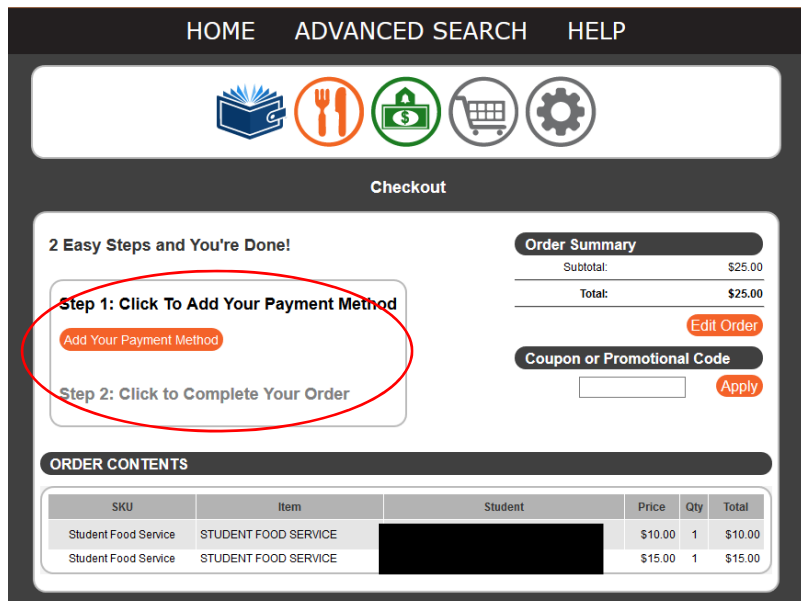 HOME ADVANCED SEARCH HELP
$
Checkout
2 Easy Steps and You're Done!
Step 1: Click To Add Your Payment Method
Add Your Payment Method
Step 2: Click to Complete Your Order
Order Summary
Subtotal: $25.00
Total: $25.00
Edit Order
Coupon or Promotional Code
Apply
ORDER CONTENTS
SKU Item Student Price Qty Total
Student Food Service STUDENT FOOD SERVICE $10.00 1 $10.00
Student Food Service STUDENT FOOD SERVICE $15.00 1 $15.00